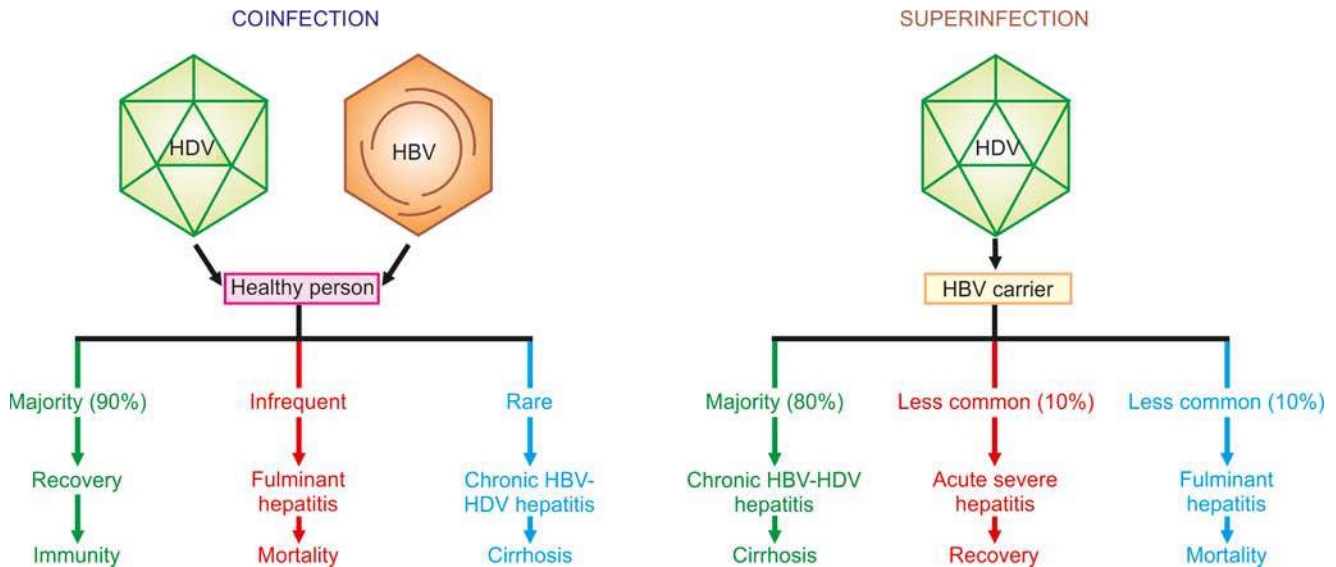 COINFECTION
HDV
HBV
Healthy person
Majority (90%)
Recovery
Immunity
Infrequent
Fulminant
hepatitis
Mortality
Rare
Chronic HBV-
HDV hepatitis
Cirrhosis
SUPERINFECTION
HDV
HBV carrier
Majority (80%)
Chronic HBV-HDV
hepatitis
Cirrhosis
Less common (10%)
Acute severe
hepatitis
Recovery
Less common (10%)
Fulminant
hepatitis
Mortality